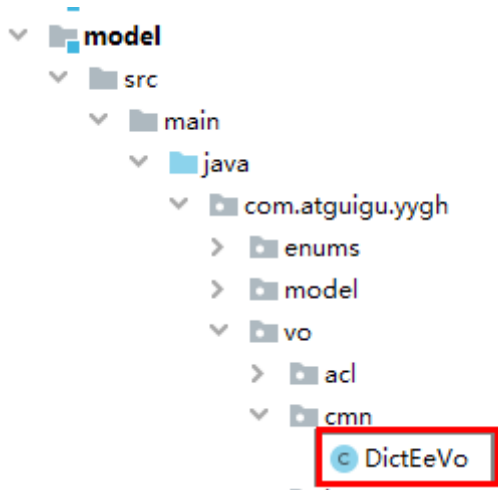 model
src
main
java
com.atguigu.yygh
enums
model
vo
acl
cmn
DictEeVo